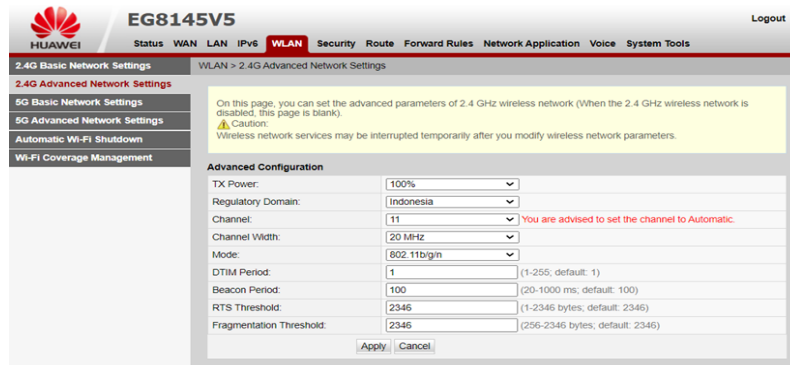 EG8145V5
Logout
HUAWEI
Status WAN LAN IPv6 WLAN Security Route Forward Rules Network Application Voice System Tools
2.4G Basic Network Settings
WLAN > 2.4G Advanced Network Settings
2.4G Advanced Network Settings
5G Basic Network Settings
5G Advanced Network Settings
Automatic Wi-Fi Shutdown
Wi-Fi Coverage Management
On this page, you can set the advanced parameters of 2.4 GHz wireless network (When the 2.4 GHz wireless network is
disabled, this page is blank).
Caution:
Wireless network services may be interrupted temporarily after you modify wireless network parameters.
Advanced Configuration
TX Power: 100%
Regulatory Domain: Indonesia
Channel: 11 You are advised to set the channel to Automatic.
Channel Width: 20 MHz
Mode: 802.11b/g/n
DTIM Period: 1 (1-255; default: 1)
Beacon Period: 100 (20-1000 ms; default: 100)
RTS Threshold: 2346 (1-2346 bytes; default: 2346)
Fragmentation Threshold: 2346 (256-2346 bytes; default: 2346)
Apply Cancel